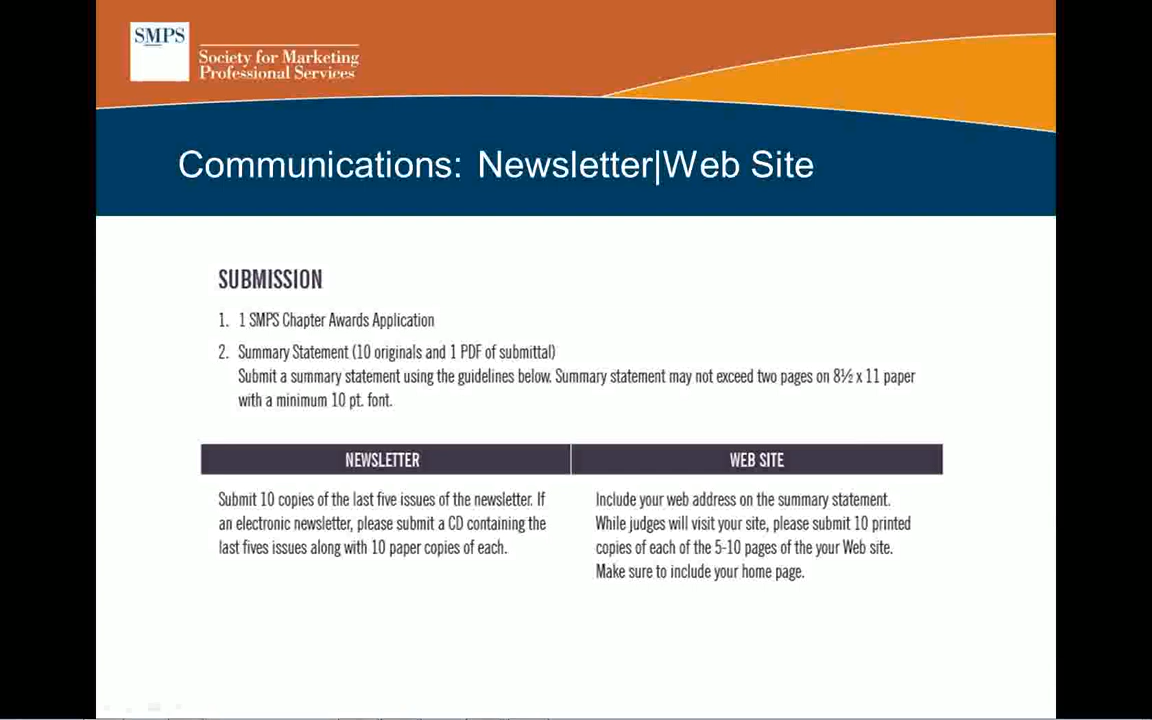 SMPS
Society for Marketing
Professional Services
Communications: Newsletter|Web Site
SUBMISSION
1. 1 SMPS Chapter Awards Application
2. Summary Statement (10 originals and 1 PDF of submittal)
Submit a summary statement using the guidelines below. Summary statement may not exceed two pages on 8½ x 11 paper
with a minimum 10 pt. font.
NEWSLETTER
Submit 10 copies of the last five issues of the newsletter. If
an electronic newsletter, please submit a CD containing the
last fives issues along with 10 paper copies of each.
WEB SITE
Include your web address on the summary statement.
While judges will visit your site, please submit 10 printed
copies of each of the 5-10 pages of the your Web site.
Make sure to include your home page.